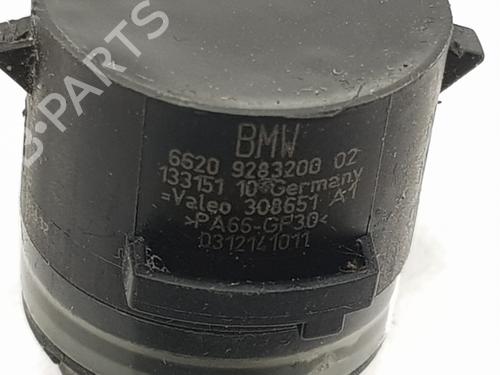 B-PARTS
BMW
6620 9283200 02
133151 10 Germany
=Valeo 308651 A1
>PA66-GF30<
0312141011